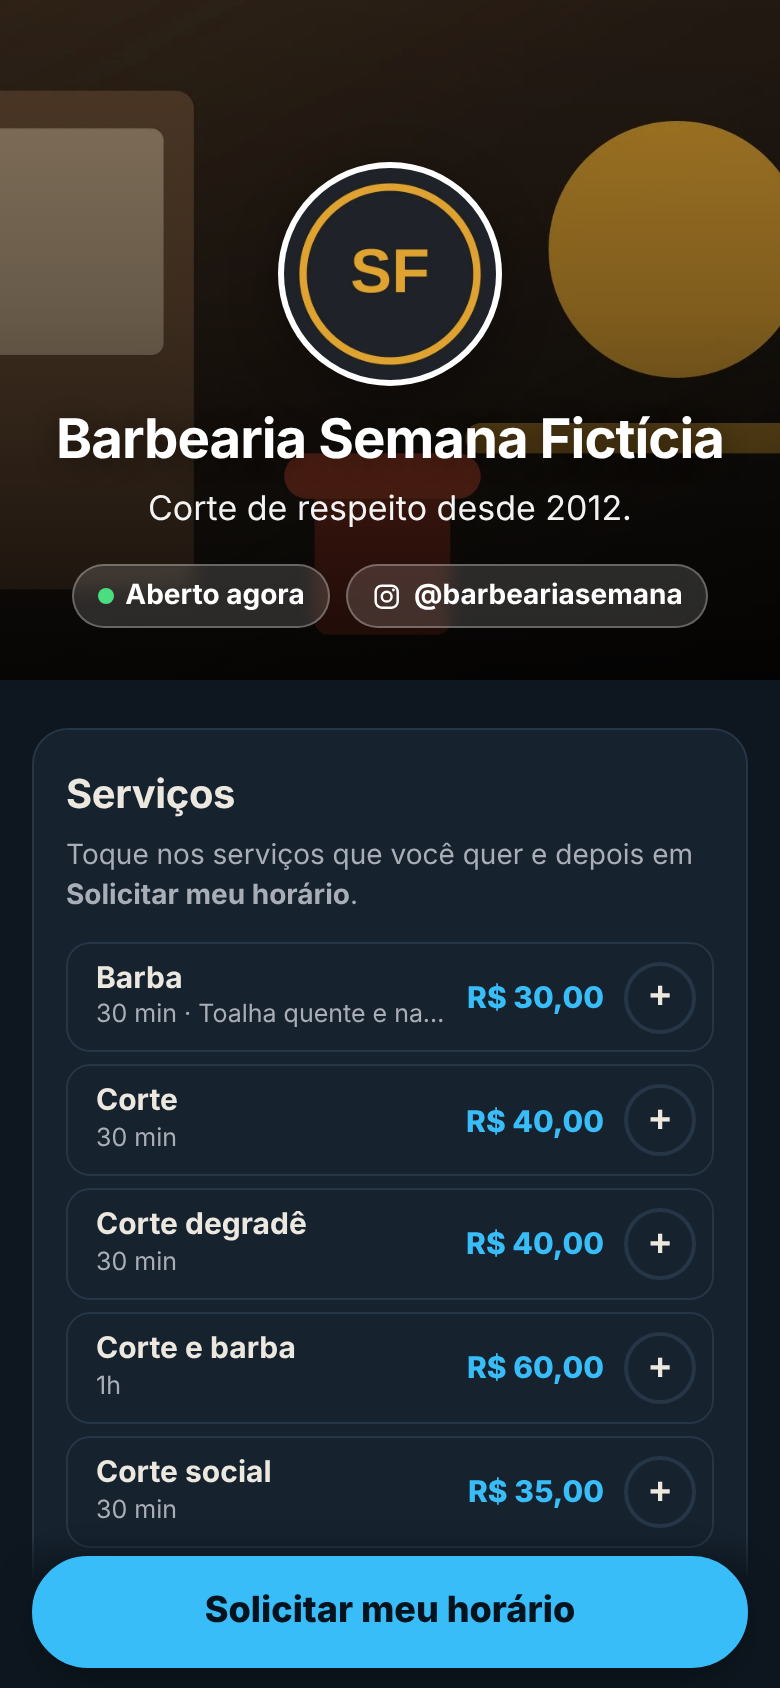 SF
Barbearia Semana Fictícia
Corte de respeito desde 2012.
Aberto agora
@barbeariasemana
Serviços
Toque nos serviços que você quer e depois em
Solicitar meu horário.
Barba
30 min · Toalha quente e na...
R$ 30,00
+
Corte
30 min
R$ 40,00
+
Corte degradê
30 min
R$ 40,00
+
Corte e barba
1h
R$ 60,00
+
Corte social
30 min
R$ 35,00
+
Solicitar meu horário